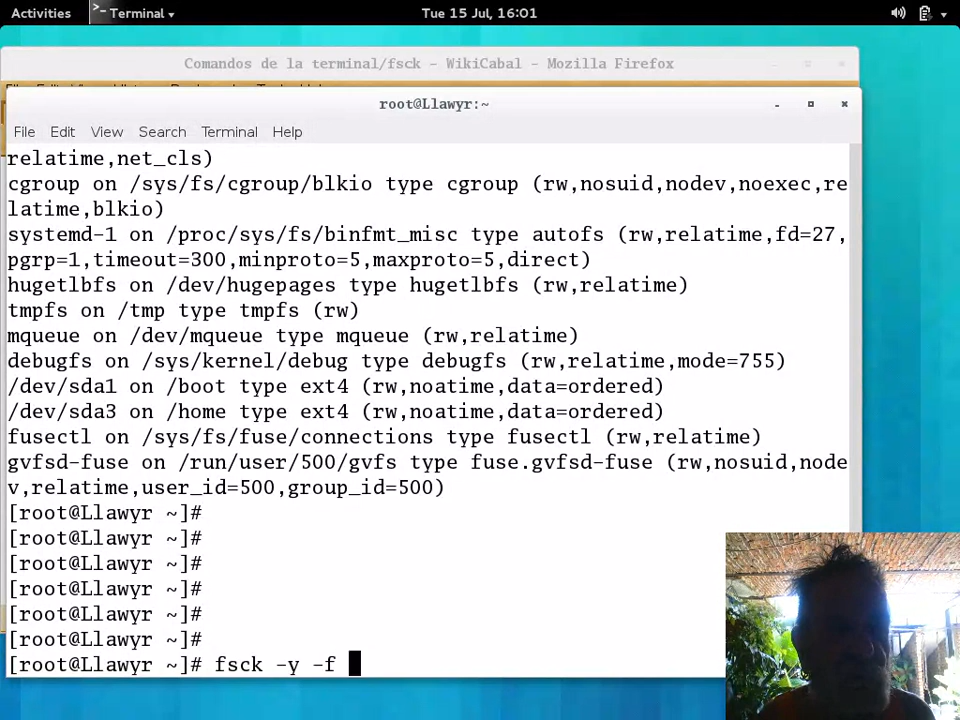 Activities
>_ Terminal
Tue 15 Jul, 16:01
Comandos de la terminal/fsck - WikiCabal - Mozilla Firefox
root@Llawyr:~
File Edit View Search Terminal Help
relatime,net_cls)
cgroup on /sys/fs/cgroup/blkio type cgroup (rw,nosuid,nodev,noexec,re
latime,blkio)
systemd-1 on /proc/sys/fs/binfmt_misc type autofs (rw,relatime,fd=27,
pgrp=1,timeout=300,minproto=5,maxproto=5,direct)
hugetlbfs on /dev/hugepages type hugetlbfs (rw,relatime)
tmpfs on /tmp type tmpfs (rw)
mqueue on /dev/mqueue type mqueue (rw,relatime)
debugfs on /sys/kernel/debug type debugfs (rw,relatime,mode=755)
/dev/sda1 on /boot type ext4 (rw,noatime,data=ordered)
/dev/sda3 on /home type ext4 (rw,noatime,data=ordered)
fusectl on /sys/fs/fuse/connections type fusectl (rw,relatime)
gvfsd-fuse on /run/user/500/gvfs type fuse.gvfsd-fuse (rw,nosuid,node
v,relatime,user_id=500,group_id=500)
[root@Llawyr ~]#
[root@Llawyr ~]#
[root@Llawyr ~]#
[root@Llawyr ~]#
[root@Llawyr ~]#
[root@Llawyr ~]#
[root@Llawyr ~]# fsck -y -f